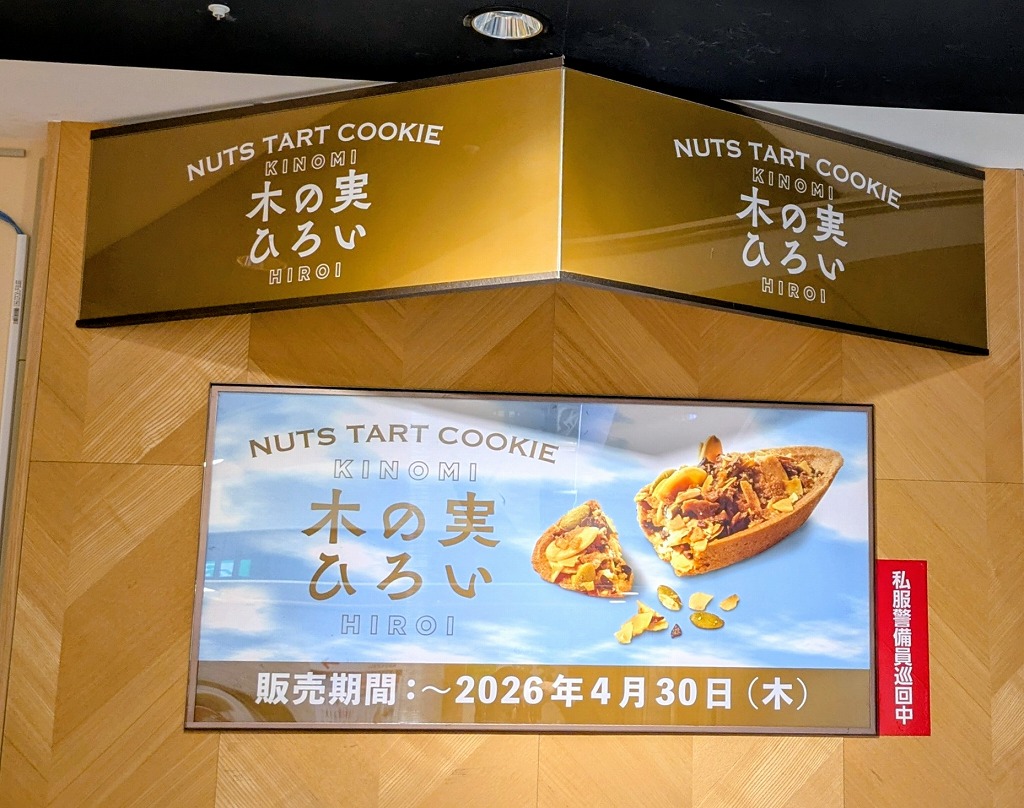 NUTS TART COOKIE
KINOMI
木の実
ひろい
HIROI
NUTS TART COOKIE
KINOMI
木の実
ひろい
HIROI
NUTS TART COOKIE
KINOMI
木の実
ひろい
HIROI
販売期間：～2026年4月30日（木）
私服警備員巡回中